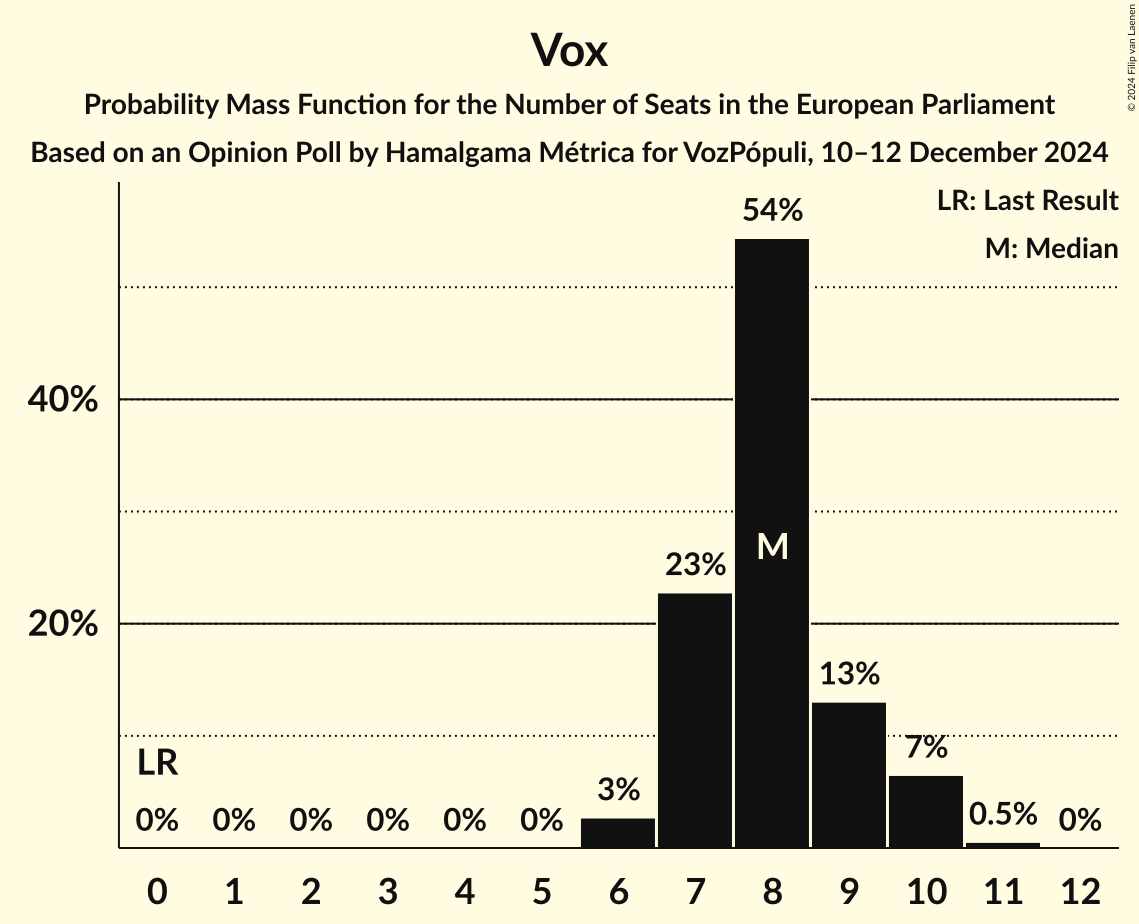 © 2024 Filip van Laenen
Vox
Probability Mass Function for the Number of Seats in the European Parliament
Based on an Opinion Poll by Hamalgama Métrica for VozPópuli, 10–12 December 2024
LR: Last Result
M: Median
54%
40%
M
23%
20%
13%
LR
7%
0% 0% 0% 0% 0% 0% 3% 0.5% 0%
0 1 2 3 4 5 6 7 8 9 10 11 12